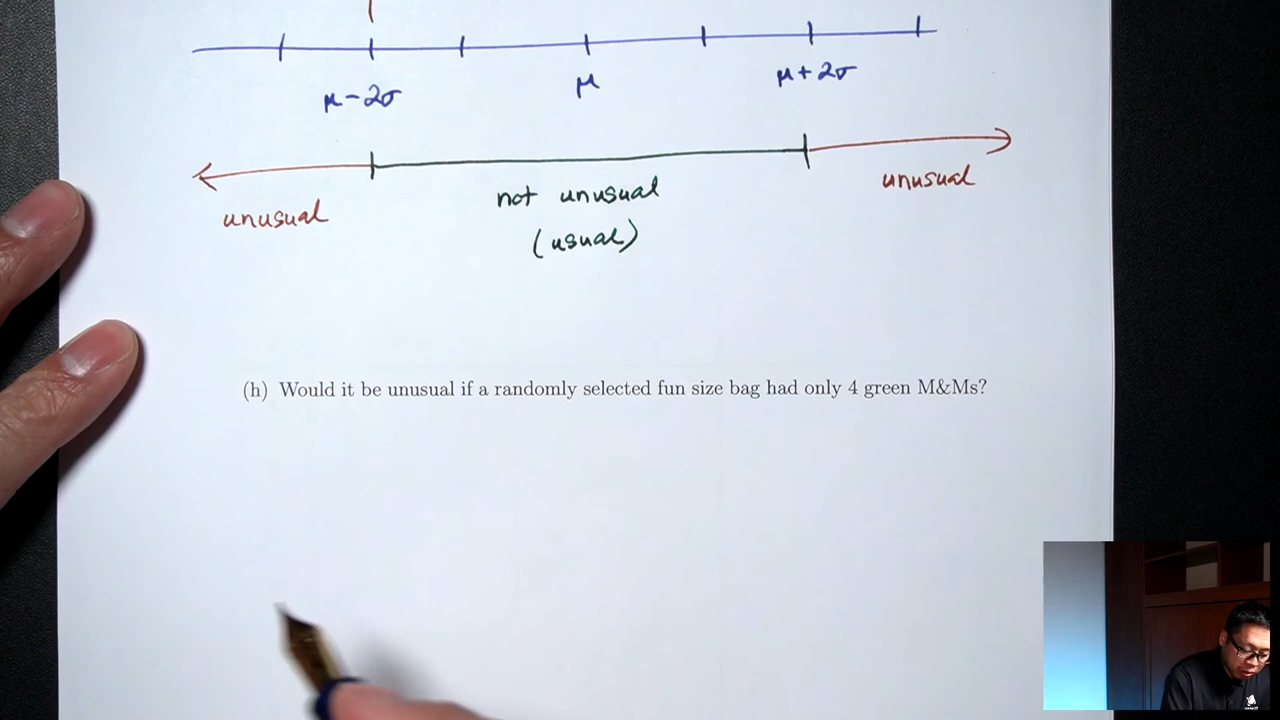 μ - 2σ
μ
μ + 2σ
unusual
not unusual
(usual)
unusual
(h) Would it be unusual if a randomly selected fun size bag had only 4 green M&Ms?